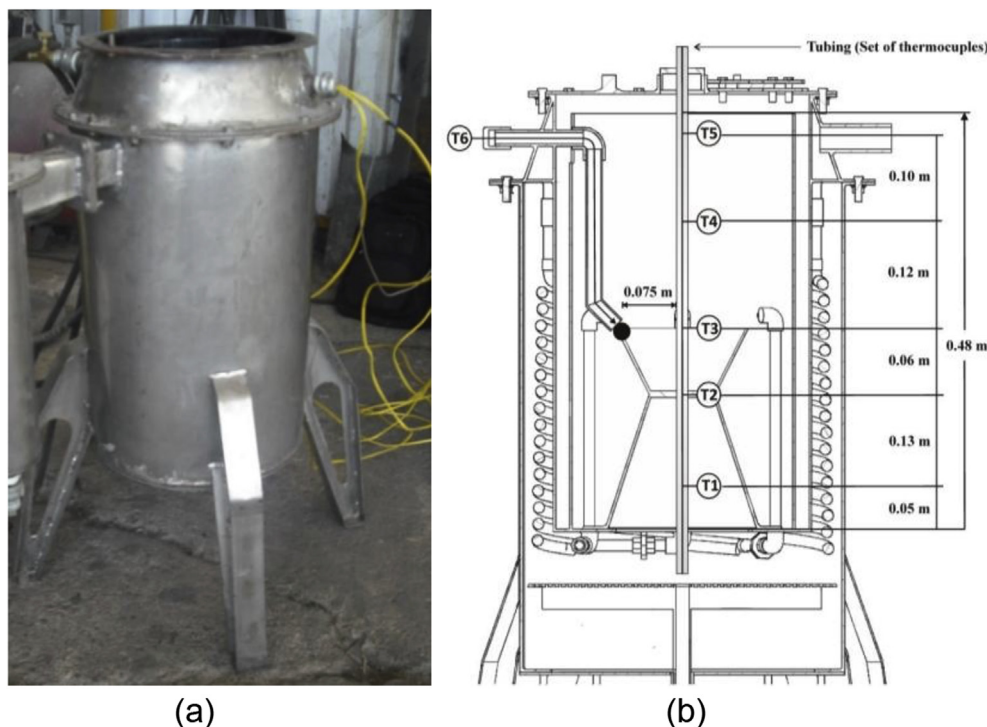 Tubing (Set of thermocuples)
T6
T5
0.10 m
T4
0.12 m
0.075 m
T3
0.48 m
0.06 m
T2
0.13 m
T1
0.05 m
(a)
(b)